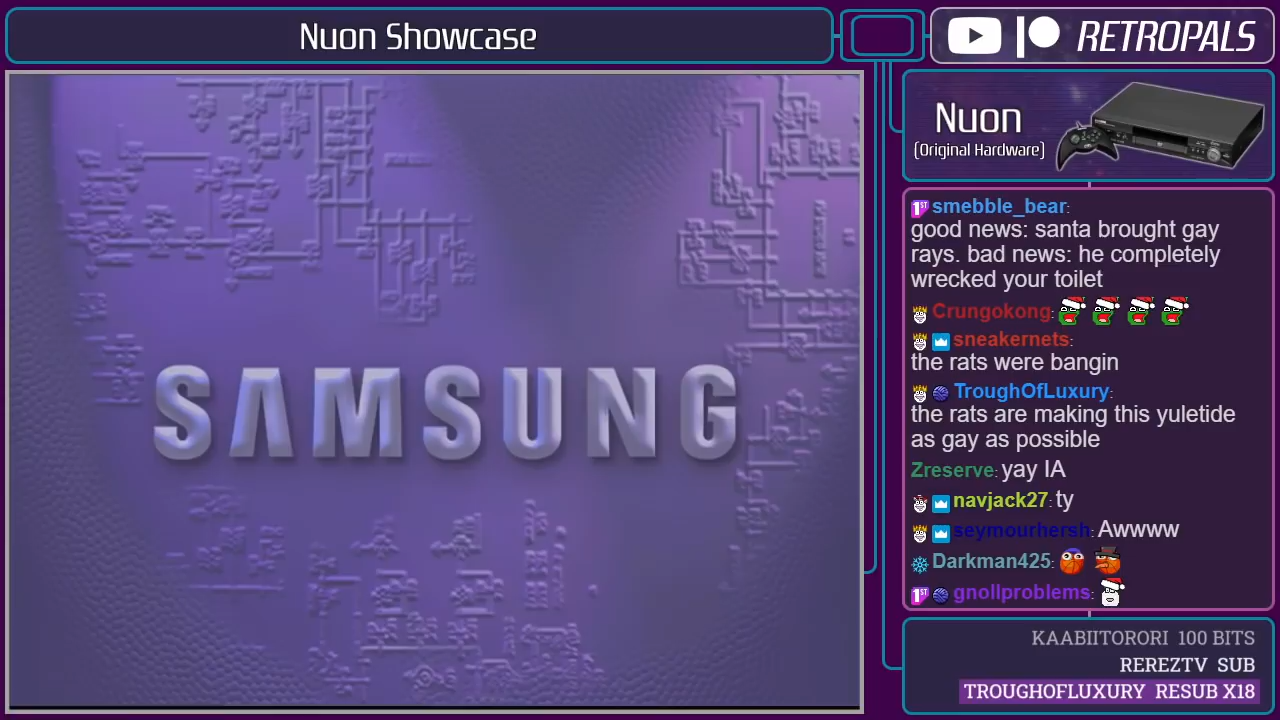 Nuon Showcase
RETROPALS
Nuon
(Original Hardware)
SAMSUNG
smebble_bear:
good news: santa brought gay
rays. bad news: he completely
wrecked your toilet
Crungokong:
sneakernets:
the rats were bangin
TroughOfLuxury:
the rats are making this yuletide
as gay as possible
Zreserve: yay IA
navjack27: ty
seymourhersh: Awwww
Darkman425:
gnollproblems:
KAABIITORORI 100 BITS
REREZTV SUB
TROUGHOFLUXURY RESUB X18